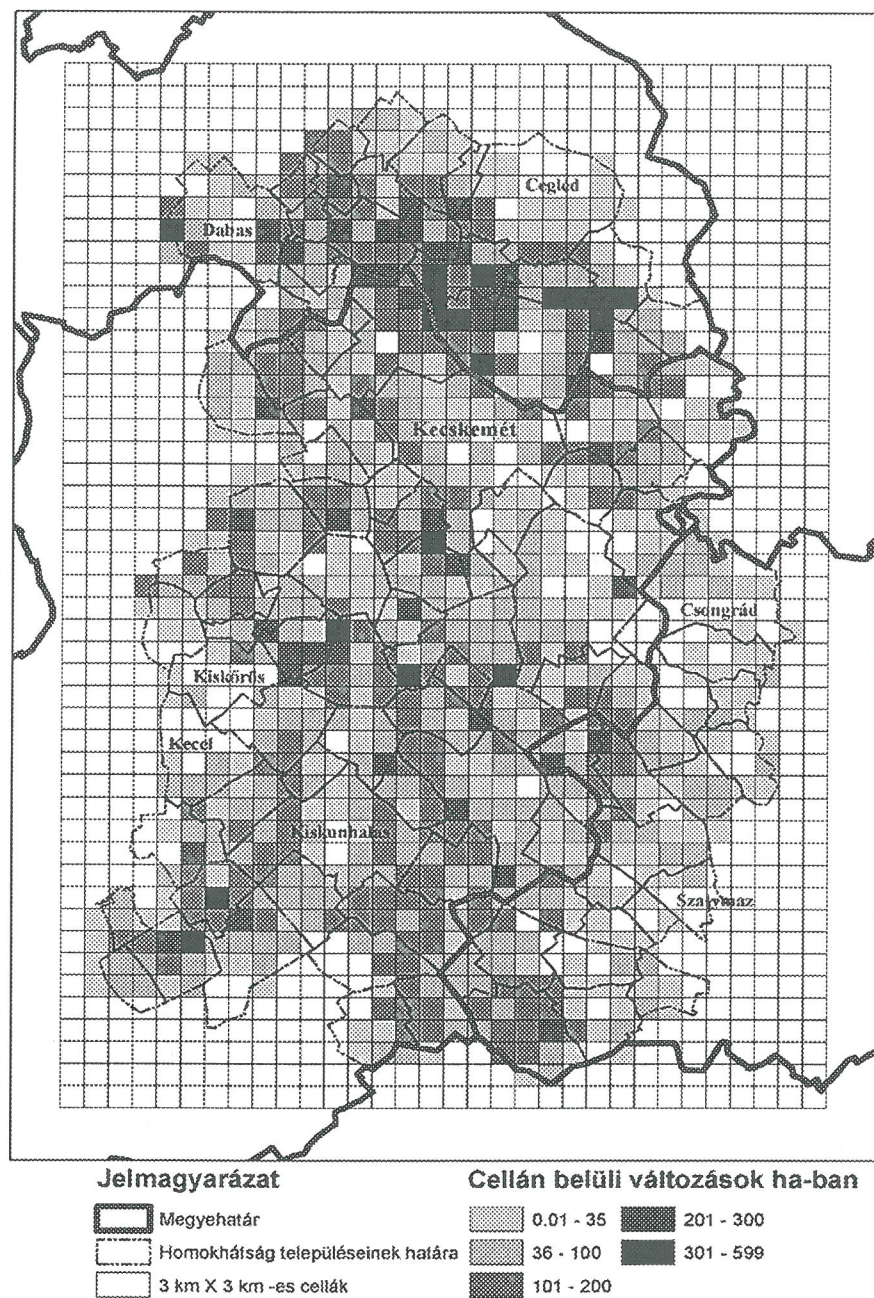 Cegléd
Dabas
Kecskemét
Csongrád
Kiskőrös
Kecel
Kiskunhalas
Szatymaz
Jelmagyarázat
Megyehatár
Homokhátság településeinek határa
3 km X 3 km -es cellák
Cellán belüli változások ha-ban
0.01 - 35
36 - 100
101 - 200
201 - 300
301 - 599